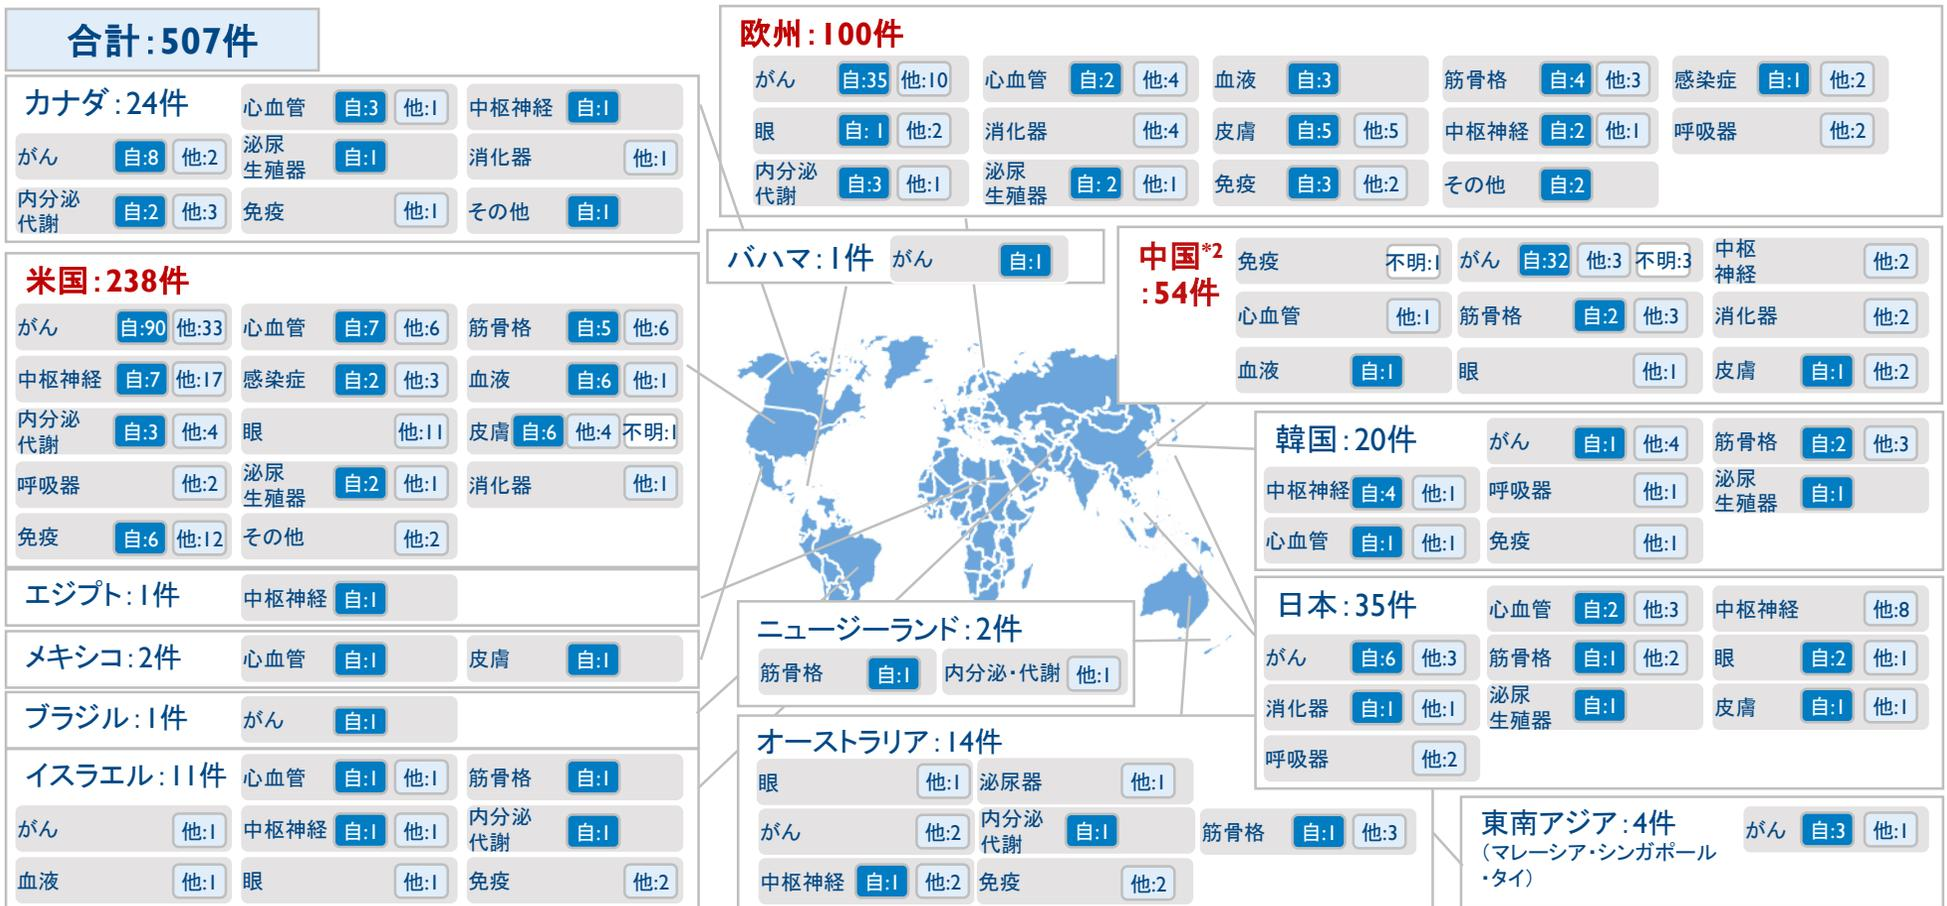 合計：507件
カナダ：24件
心血管 自:3 他:1
中枢神経 自:1
がん 自:8 他:2
泌尿
生殖器 自:1
消化器 他:1
内分泌
代謝 自:2 他:3
免疫 他:1
その他 自:1
米国：238件
がん 自:90 他:33
心血管 自:7 他:6
筋骨格 自:5 他:6
中枢神経 自:7 他:17
感染症 自:2 他:3
血液 自:6 他:1
内分泌
代謝 自:3 他:4
眼 他:11
皮膚 自:6 他:4 不明:1
呼吸器 他:2
泌尿
生殖器 自:2 他:1
消化器 他:1
免疫 自:6 他:12
その他 他:2
エジプト：1件
中枢神経 自:1
メキシコ：2件
心血管 自:1
皮膚 自:1
ブラジル：1件
がん 自:1
イスラエル：11件
心血管 自:1 他:1
筋骨格 自:1
がん 他:1
中枢神経 自:1 他:1
内分泌
代謝 自:1
血液 他:1
眼 他:1
免疫 他:2
欧州：100件
がん 自:35 他:10
心血管 自:2 他:4
血液 自:3
筋骨格 自:4 他:3
感染症 自:1 他:2
眼 自: 1 他:2
消化器 他:4
皮膚 自:5 他:5
中枢神経 自:2 他:1
呼吸器 他:2
内分泌
代謝 自:3 他:1
泌尿
生殖器 自: 2 他:1
免疫 自:3 他:2
その他 自:2
バハマ：1件
がん 自:1
中国*2
：54件
免疫 不明:1
がん 自:32 他:3 不明:3
中枢
神経 他:2
心血管 他:1
筋骨格 自:2 他:3
消化器 他:2
血液 自:1
眼 他:1
皮膚 自:1 他:2
韓国：20件
がん 自:1 他:4
筋骨格 自:2 他:3
中枢神経 自:4 他:1
呼吸器 他:1
泌尿
生殖器 自:1
心血管 自:1 他:1
免疫 他:1
日本：35件
心血管 自:2 他:3
中枢神経 他:8
がん 自:6 他:3
筋骨格 自:1 他:2
眼 自:2 他:1
消化器 自:1 他:1
泌尿
生殖器 自:1
皮膚 自:1 他:1
呼吸器 他:2
ニュージーランド：2件
筋骨格 自:1
内分泌・代謝 他:1
オーストラリア：14件
眼 他:1
泌尿器 他:1
がん 他:2
内分泌
代謝 自:1
筋骨格 自:1 他:3
中枢神経 自:1 他:2
免疫 他:2
東南アジア：4件
（マレーシア・シンガポール
・タイ）
がん 自:3 他:1